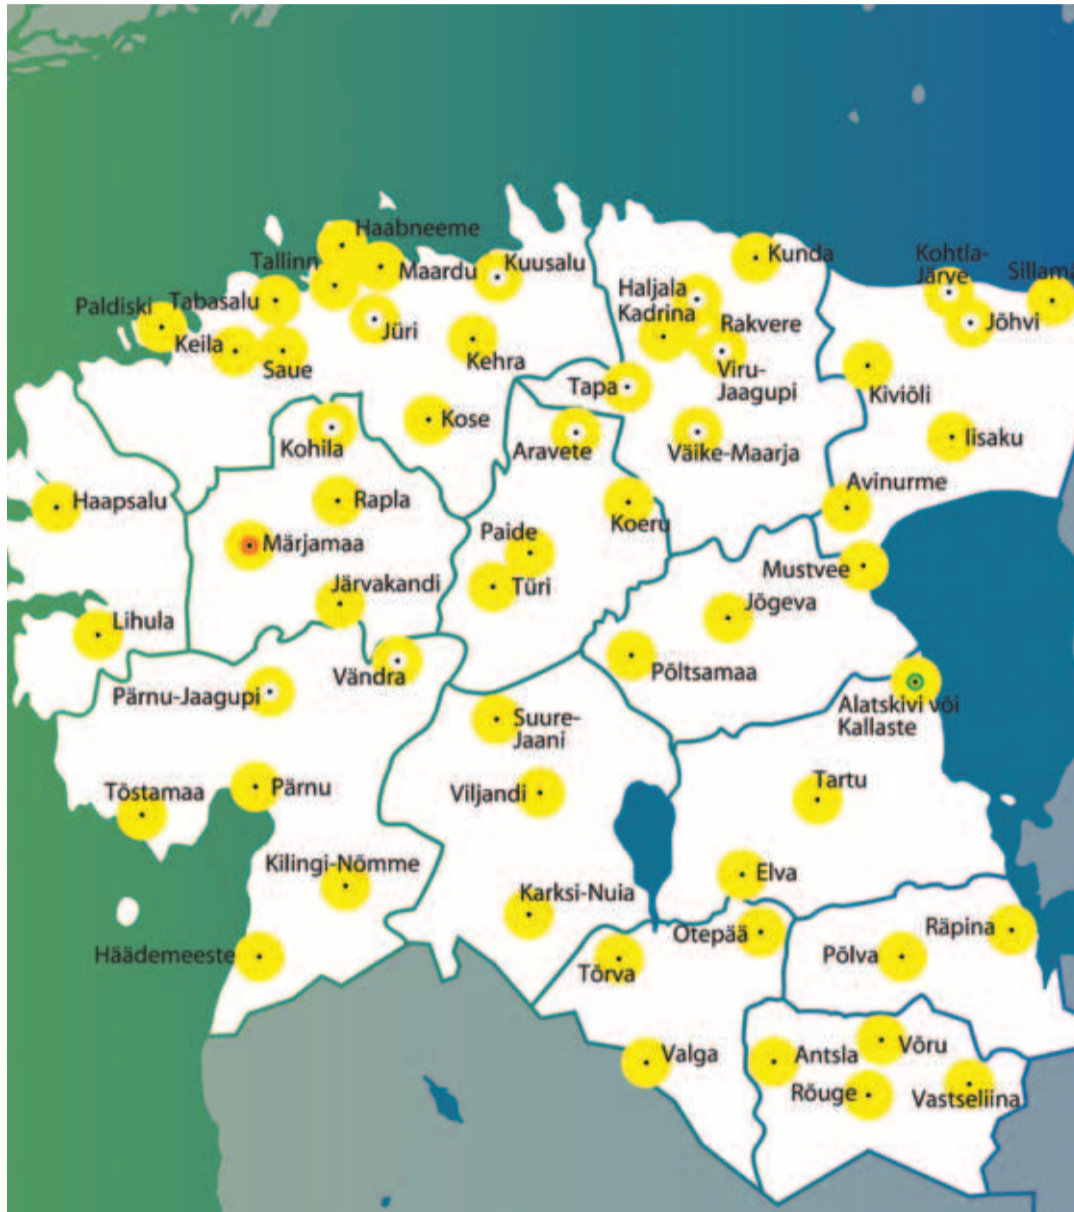 Haabneeme
Tallinn
Maardu
Kuusalu
Kunda
Kohtla-
Järve
Sillamä
Paldiski
Tabasalu
Haljala
Kadrina
Rakvere
Jõhvi
Keila
Saue
Jüri
Kehra
Viru-
Jaagupi
Tapa
Kiviõli
Kose
Kohila
Aravete
Väike-Maarja
Iisaku
Haapsalu
Rapla
Koeru
Avinurme
Märjamaa
Paide
Türi
Mustvee
Järvakandi
Jõgeva
Lihula
Vändra
Põltsamaa
Pärnu-Jaagupi
Suure-
Jaani
Alatskivi või
Kallaste
Tõstamaa
Pärnu
Viljandi
Tartu
Kilingi-Nõmme
Elva
Karksi-Nuia
Häädemeeste
Otepää
Räpina
Tõrva
Põlva
Valga
Antsla
Võru
Rõuge
Vastseliina